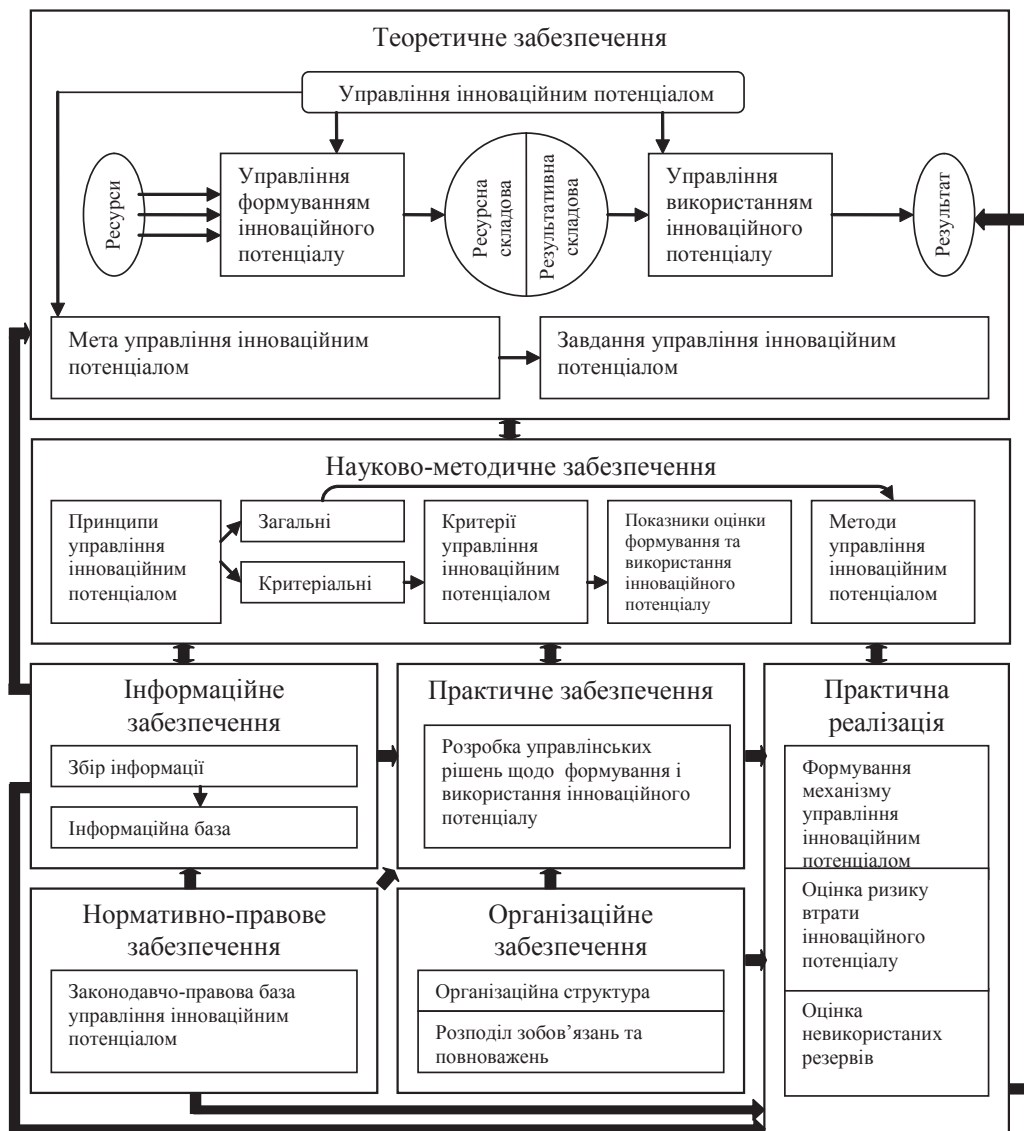 Теоретичне забезпечення
Управління інноваційним потенціалом
Ресурси
Управління
формуванням
інноваційного
потенціалу
Ресурсна
складова
Результативна
складова
Управління
використанням
інноваційного
потенціалу
Результат
Мета управління інноваційним
потенціалом
Завдання управління інноваційним
потенціалом
Науково-методичне забезпечення
Принципи
управління
інноваційним
потенціалом
Загальні
Критеріальні
Критерії
управління
інноваційним
потенціалом
Показники оцінки
формування та
використання
інноваційного
потенціалу
Методи
управління
інноваційним
потенціалом
Інформаційне
забезпечення
Збір інформації
Інформаційна база
Практичне забезпечення
Розробка управлінських
рішень щодо формування і
використання інноваційного
потенціалу
Практична
реалізація
Формування
механізму
управління
інноваційним
потенціалом
Оцінка ризику
втрати
інноваційного
потенціалу
Оцінка
невикористаних
резервів
Нормативно-правове
забезпечення
Законодавчо-правова база
управління інноваційним
потенціалом
Організаційне
забезпечення
Організаційна структура
Розподіл зобов’язань та
повноважень